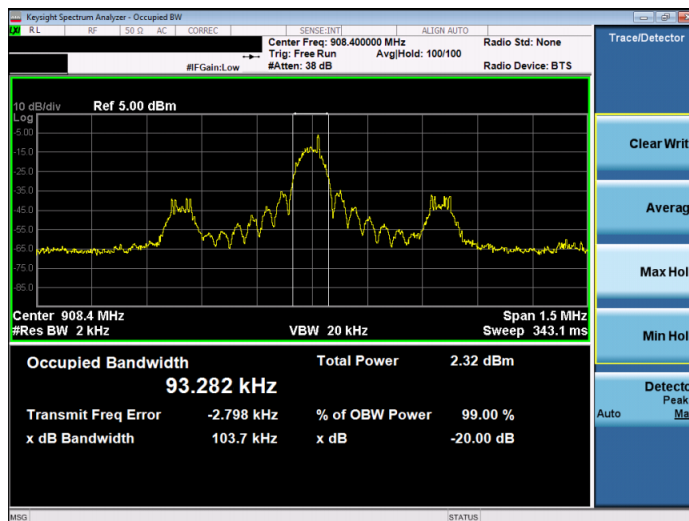 Keysight Spectrum Analyzer - Occupied BW
LXI RL RF 50 Ω AC CORREC SENSE:INT ALIGN AUTO
Center Freq: 908.400000 MHz Radio Std: None
Trig: Free Run Avg|Hold: 100/100
#IFGain:Low #Atten: 38 dB Radio Device: BTS
Trace/Detector
10 dB/div Ref 5.00 dBm
Log
-5.00
-15.0
-25.0
-35.0
-45.0
-55.0
-65.0
-75.0
-85.0
Center 908.4 MHz Span 1.5 MHz
#Res BW 2 kHz VBW 20 kHz Sweep 343.1 ms
Occupied Bandwidth Total Power 2.32 dBm
93.282 kHz
Transmit Freq Error -2.798 kHz % of OBW Power 99.00 %
x dB Bandwidth 103.7 kHz x dB -20.00 dB
Clear Writ
Averag
Max Hol
Min Hol
Detecto
Peak
Auto Ma
MSG STATUS